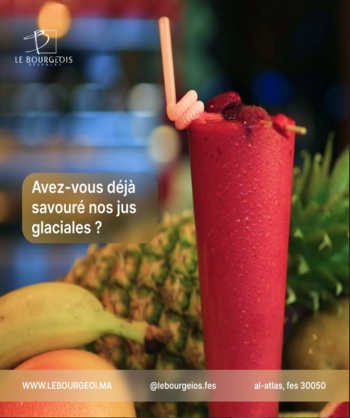 LE BOURGEOIS
Avez-vous déjà
savouré nos jus
glaciales ?
WWW.LEBOURGEOI.MA
@lebourgeios.fes
al-atlas, fes 30050